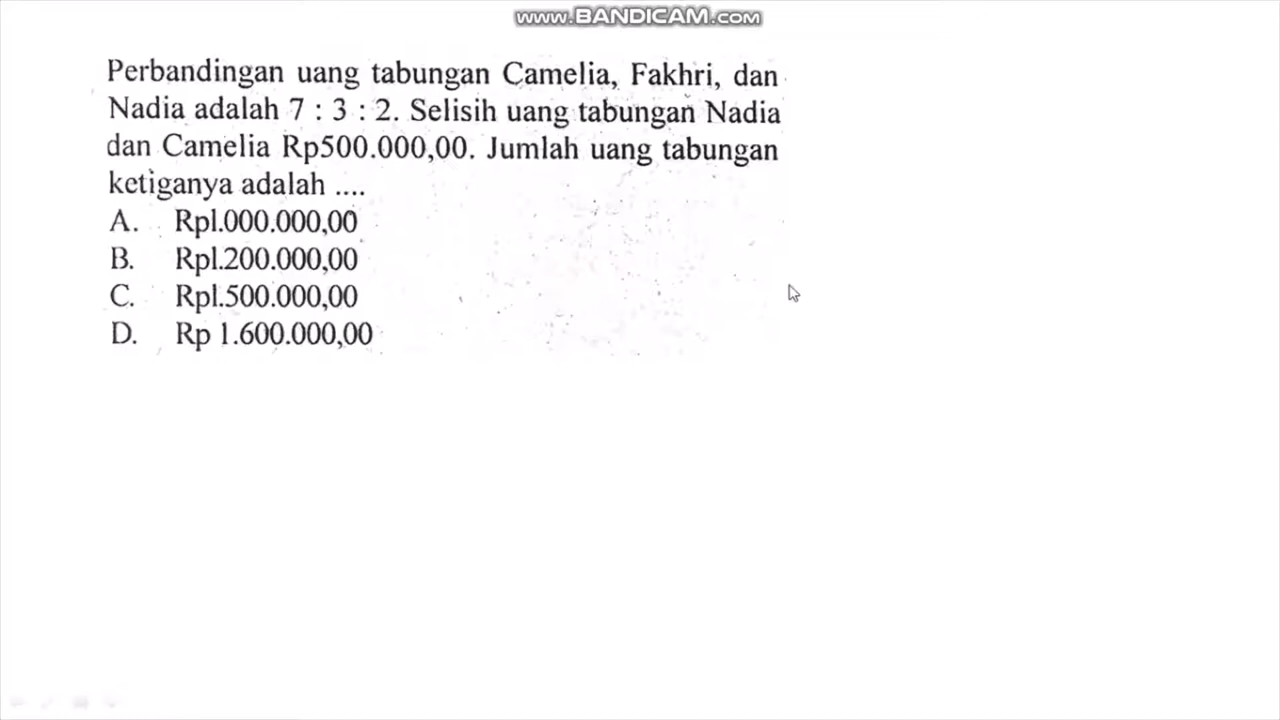 www.BANDICAM.com
Perbandingan uang tabungan Camelia, Fakhri, dan
Nadia adalah 7 : 3 : 2. Selisih uang tabungan Nadia
dan Camelia Rp500.000,00. Jumlah uang tabungan
ketiganya adalah ....
A. Rpl.000.000,00
B. Rpl.200.000,00
C. Rpl.500.000,00
D. Rp 1.600.000,00